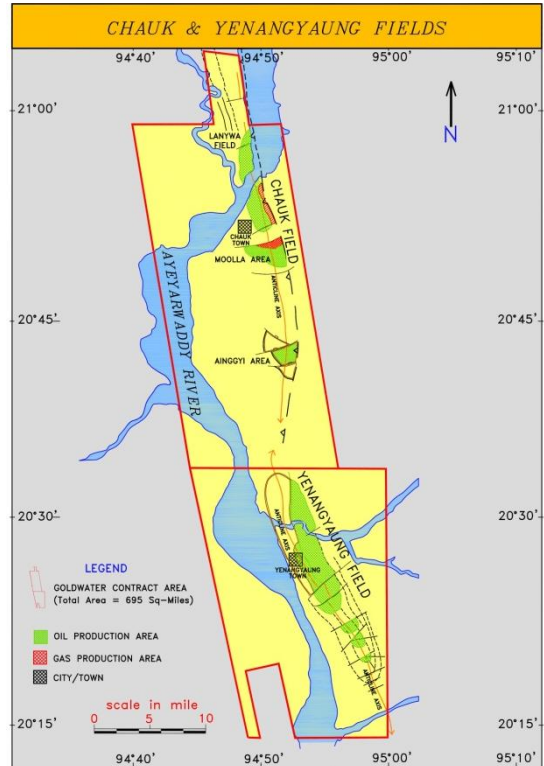 CHAUK & YENANGYAUNG FIELDS
94°40' 94°50' 95°00' 95°10'
21°00'
N
LANYWA
FIELD
CHAUK FIELD
CHAUK
TOWN
MOOLLA AREA
ANTICLINE AXIS
AYEYARWADDY RIVER
20°45' 20°45'
AINGGYI AREA
20°30' 20°30'
YENANGYAUNG FIELD
ANTICLINE AXIS
YENANGYAUNG
TOWN
LEGEND
GOLDWATER CONTRACT AREA
(Total Area = 695 Sq-Miles)
OIL PRODUCTION AREA
GAS PRODUCTION AREA
CITY/TOWN
scale in mile
0 5 10
ANTICLINE AXIS
20°15' 20°15'
94°40' 94°50' 95°00' 95°10'